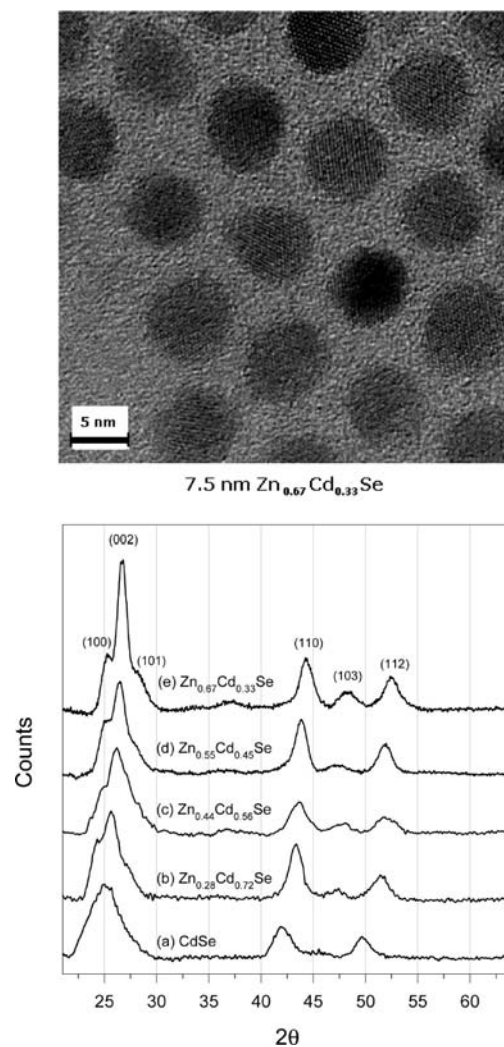 5 nm
7.5 nm Zn₀.₆₇Cd₀.₃₃Se
(002)
(100)
(101)
(110)
(103)
(112)
(e) Zn₀.₆₇Cd₀.₃₃Se
(d) Zn₀.₅₅Cd₀.₄₅Se
(c) Zn₀.₄₄Cd₀.₅₆Se
(b) Zn₀.₂₈Cd₀.₇₂Se
(a) CdSe
Counts
25 30 35 40 45 50 55 60
2θ